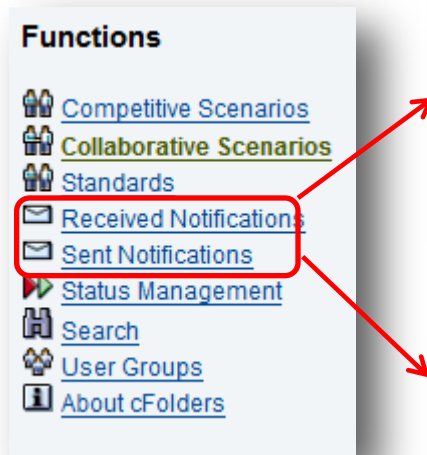 Functions
Competitive Scenarios
Collaborative Scenarios
Standards
Received Notifications
Sent Notifications
Status Management
Search
User Groups
About cFolders